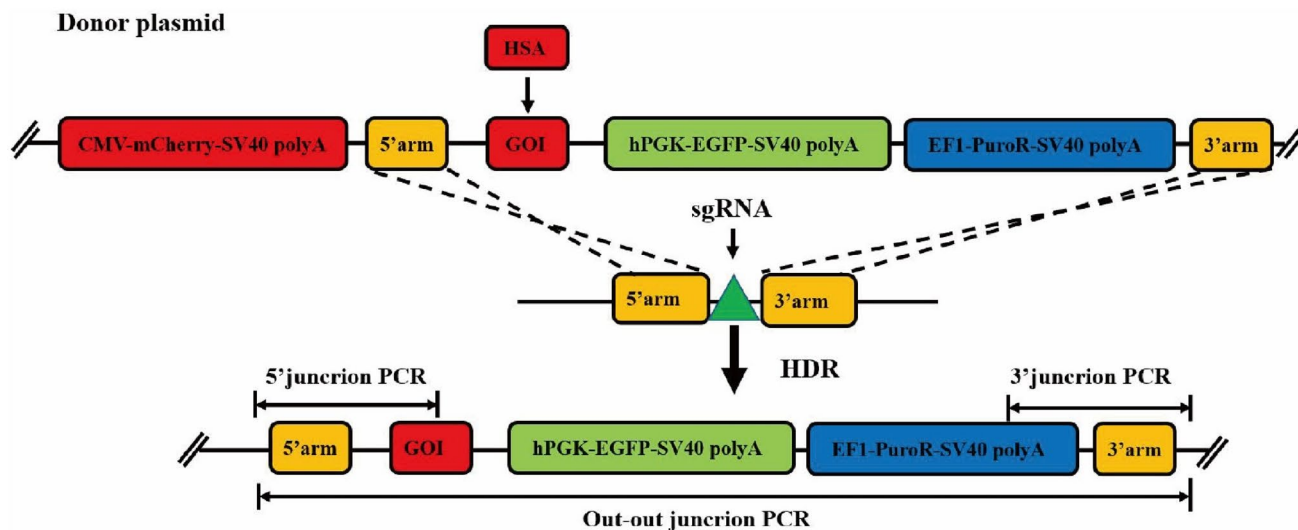 Donor plasmid
HSA
CMV-mCherry-SV40 polyA
5'arm
GOI
hPGK-EGFP-SV40 polyA
EF1-PuroR-SV40 polyA
3'arm
sgRNA
5'arm
3'arm
HDR
5'juncrion PCR
3'juncrion PCR
5'arm
GOI
hPGK-EGFP-SV40 polyA
EF1-PuroR-SV40 polyA
3'arm
Out-out juncrion PCR